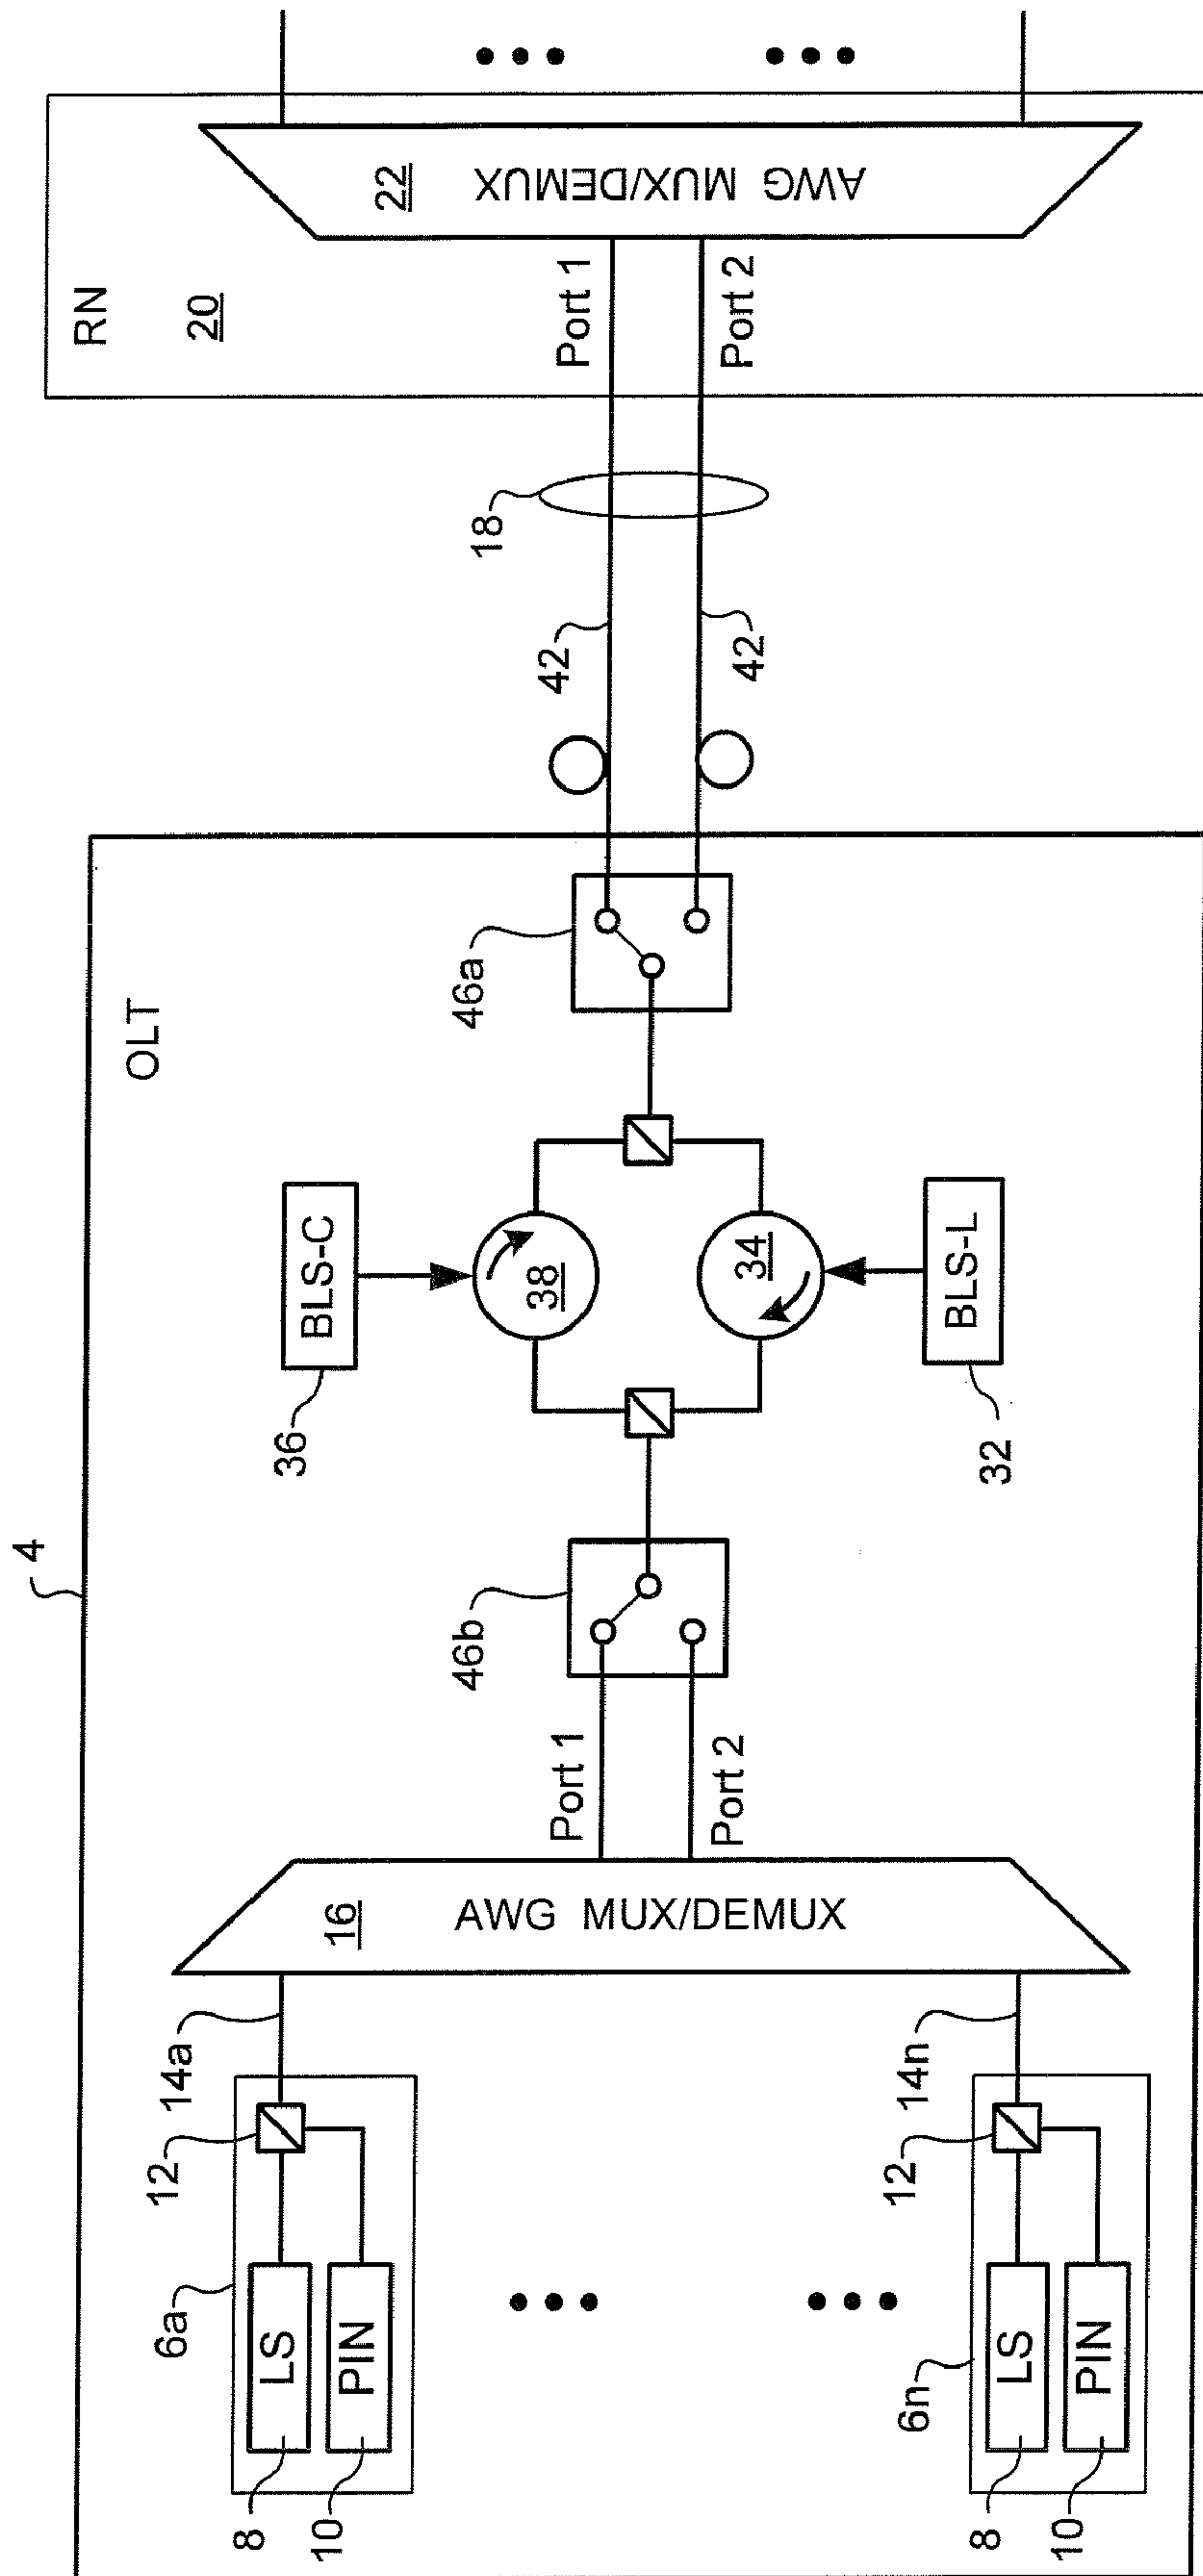 4
OLT
6a
LS
PIN
8
10
12
14a
16
AWG MUX/DEMUX
6n
LS
PIN
8
10
12
14n
Port 1
Port 2
46b
36
BLS-C
38
34
BLS-L
32
46a
42
42
18
RN
20
Port 1
Port 2
22
AWG MUX/DEMUX